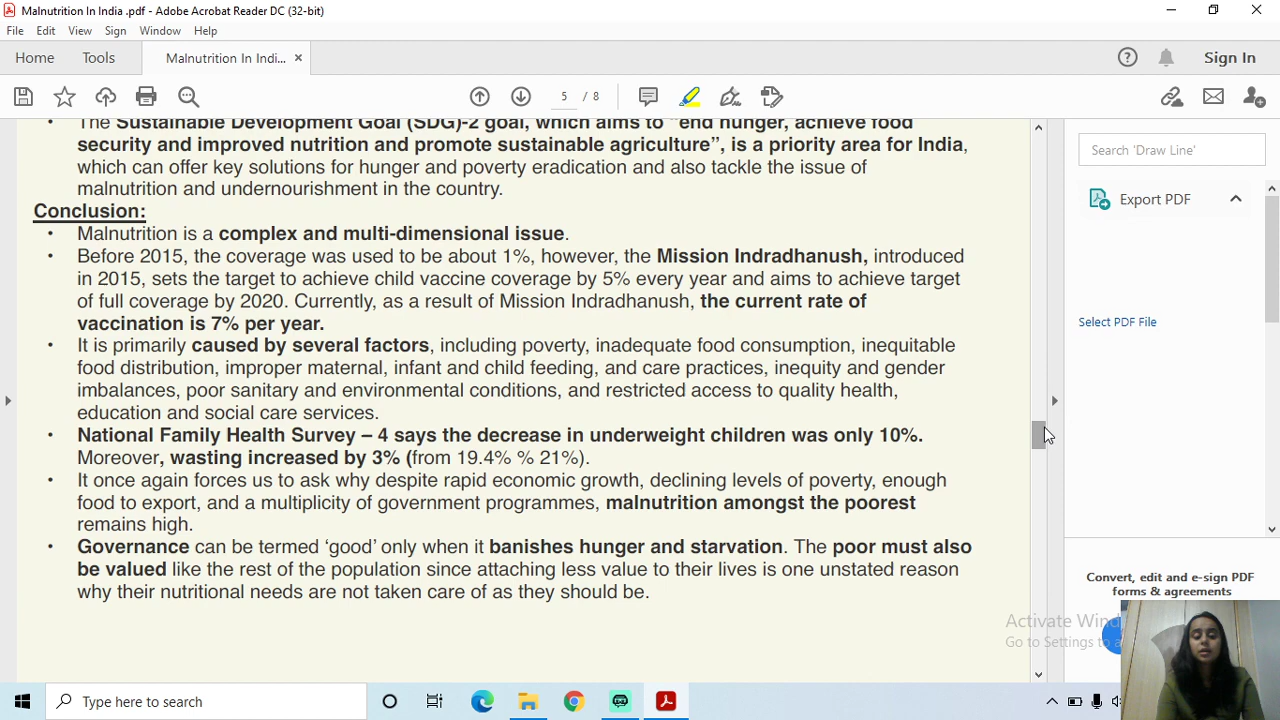 Malnutrition In India .pdf - Adobe Acrobat Reader DC (32-bit)
File Edit View Sign Window Help
Home Tools Malnutrition In Indi... × Sign In
5 / 8
Search 'Draw Line'
Export PDF
Select PDF File
Convert, edit and e-sign PDF
forms & agreements
• The Sustainable Development Goal (SDG)-2 goal, which aims to “end hunger, achieve food
security and improved nutrition and promote sustainable agriculture”, is a priority area for India,
which can offer key solutions for hunger and poverty eradication and also tackle the issue of
malnutrition and undernourishment in the country.
Conclusion:
• Malnutrition is a complex and multi-dimensional issue.
• Before 2015, the coverage was used to be about 1%, however, the Mission Indradhanush, introduced
in 2015, sets the target to achieve child vaccine coverage by 5% every year and aims to achieve target
of full coverage by 2020. Currently, as a result of Mission Indradhanush, the current rate of
vaccination is 7% per year.
• It is primarily caused by several factors, including poverty, inadequate food consumption, inequitable
food distribution, improper maternal, infant and child feeding, and care practices, inequity and gender
imbalances, poor sanitary and environmental conditions, and restricted access to quality health,
education and social care services.
• National Family Health Survey – 4 says the decrease in underweight children was only 10%.
Moreover, wasting increased by 3% (from 19.4% % 21%).
• It once again forces us to ask why despite rapid economic growth, declining levels of poverty, enough
food to export, and a multiplicity of government programmes, malnutrition amongst the poorest
remains high.
• Governance can be termed ‘good’ only when it banishes hunger and starvation. The poor must also
be valued like the rest of the population since attaching less value to their lives is one unstated reason
why their nutritional needs are not taken care of as they should be.
Activate Wind
Go to Settings to a
Type here to search